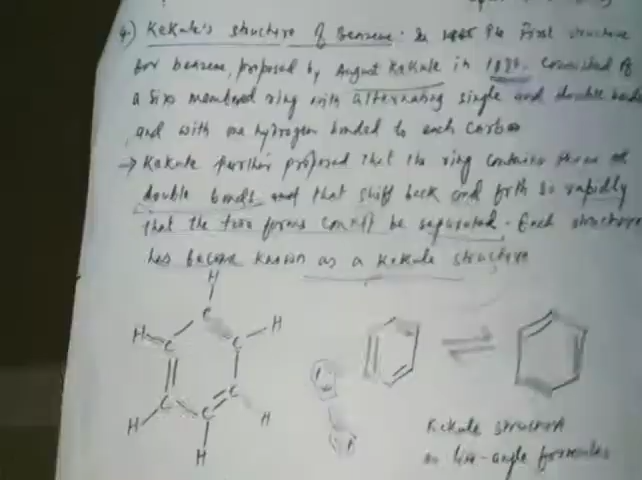 4) Kekule's structure of Benzene: In the First structure
for benzene, proposed by August Kekule in Consisted of
a Six membered ring with alternating single and double bonds
and with one hydrogen bonded to each carbon
→ Kekule further proposed that the ring contains three
double bonds that shift back and forth so rapidly
that the two forms cannot be separated. Each structure
has become known as a Kekule structure
H
H C C H
C C
H C H
H
Kekule structure
line-angle formulas